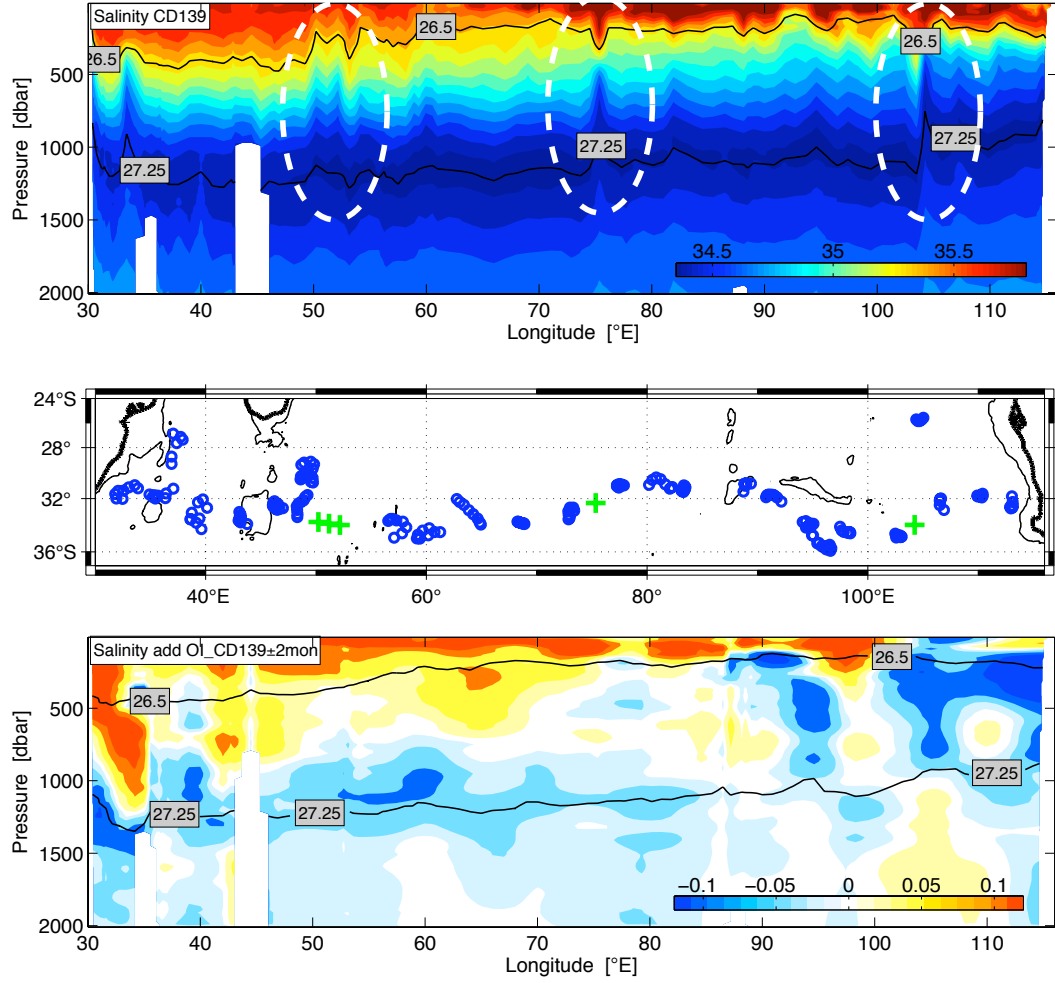 Salinity CD139
26.5
26.5
26.5
27.25
27.25
27.25
34.5 35 35.5
500
1000
1500
2000
Pressure [dbar]
30 40 50 60 70 80 90 100 110
Longitude [°E]
24°S
28°
32°
36°S
40°E 60° 80° 100°E
Salinity add OI_CD139±2mon
26.5
26.5
27.25
27.25
27.25
−0.1 −0.05 0 0.05 0.1
500
1000
1500
2000
Pressure [dbar]
30 40 50 60 70 80 90 100 110
Longitude [°E]